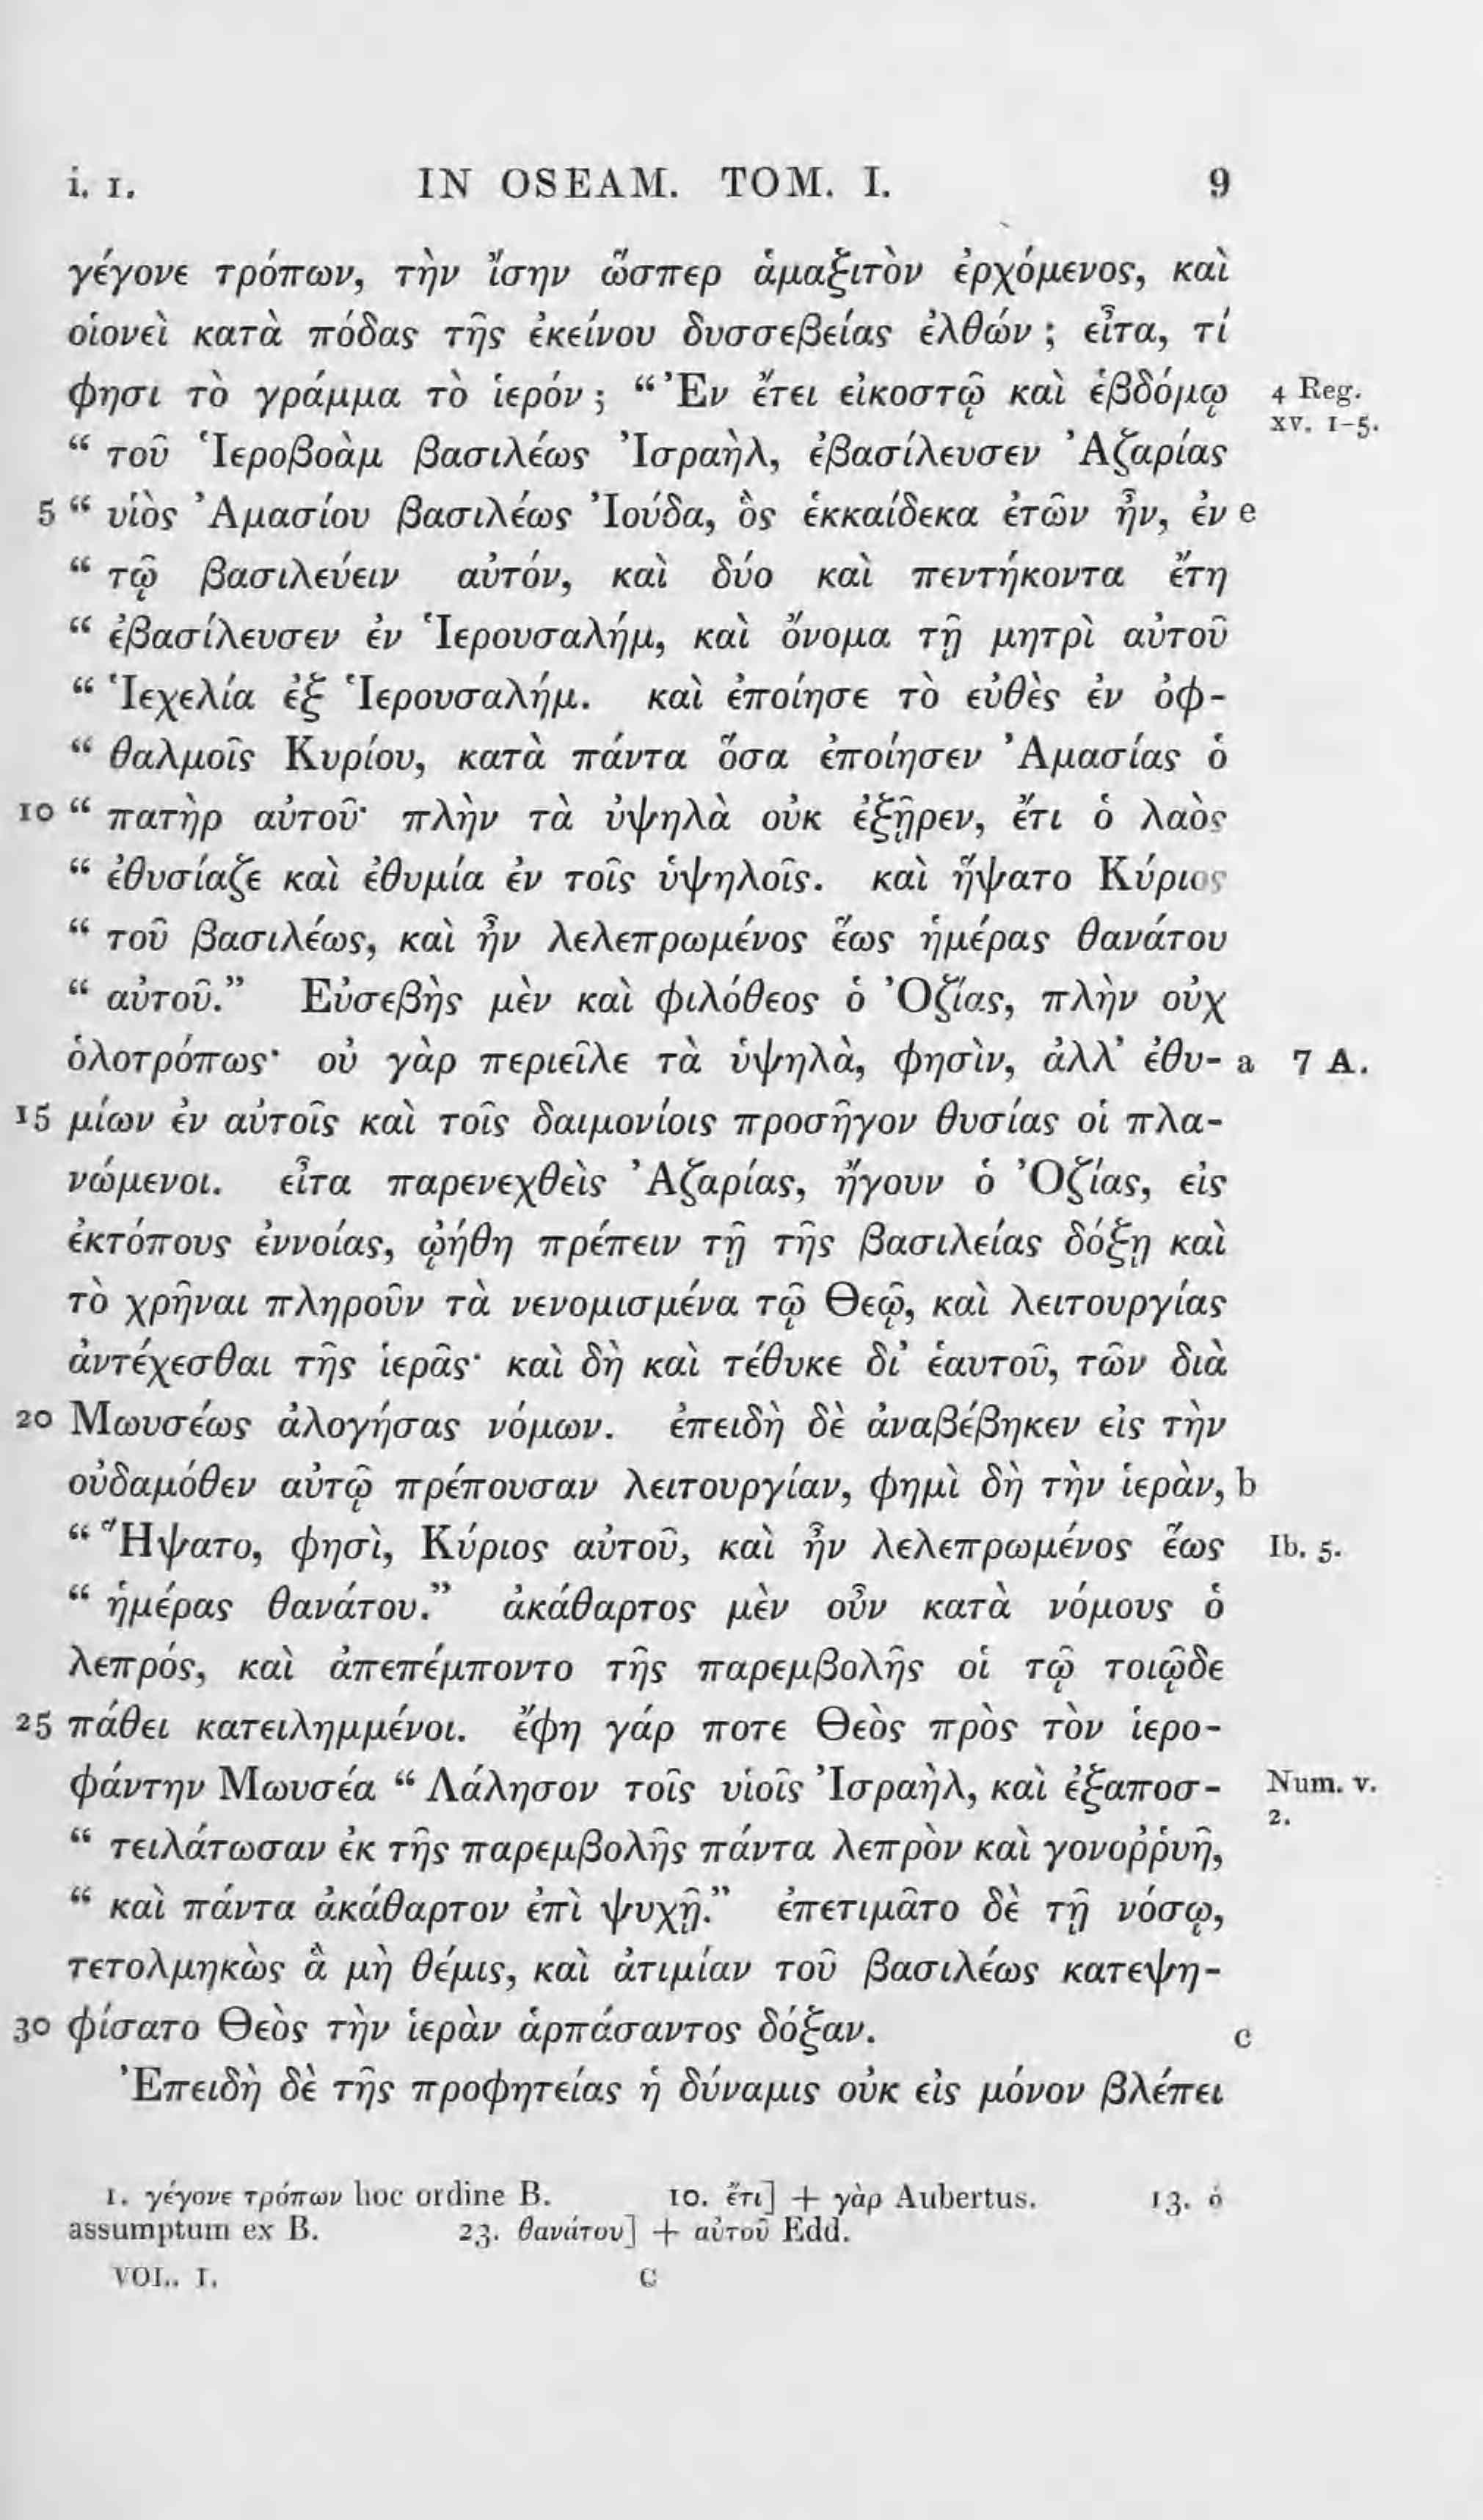 i. 1. IN OSEAM. TOM. I. 9
γέγονε τρόπων, τὴν ἴσην ὥσπερ ἁμαξιτὸν ἐρχόμενος, καὶ
οἱονεὶ κατὰ πόδας τῆς ἐκείνου δυσσεβείας ἐλθών ; εἶτα, τί
φησι τὸ γράμμα τὸ ἱερόν ; “ Ἐν ἔτει εἰκοστῷ καὶ ἑβδόμῳ 4 Reg.
xv. 1-5.
“ τοῦ Ἱεροβοὰμ βασιλέως Ἰσραὴλ, ἐβασίλευσεν Ἀζαρίας
5 “ υἱὸς Ἀμασίου βασιλέως Ἰούδα, ὃς ἑκκαίδεκα ἐτῶν ἦν, ἐν e
“ τῷ βασιλεύειν αὐτόν, καὶ δύο καὶ πεντήκοντα ἔτη
“ ἐβασίλευσεν ἐν Ἱερουσαλήμ, καὶ ὄνομα τῇ μητρὶ αὐτοῦ
“ Ἰεχελία ἐξ Ἱερουσαλήμ. καὶ ἐποίησε τὸ εὐθὲς ἐν ὀφ-
“ θαλμοῖς Κυρίου, κατὰ πάντα ὅσα ἐποίησεν Ἀμασίας ὁ
10 “ πατὴρ αὐτοῦ· πλὴν τὰ ὑψηλὰ οὐκ ἐξῇρεν, ἔτι ὁ λαὸς
“ ἐθυσίαζε καὶ ἐθυμία ἐν τοῖς ὑψηλοῖς. καὶ ἥψατο Κύριος
“ τοῦ βασιλέως, καὶ ἦν λελεπρωμένος ἕως ἡμέρας θανάτου
“ αὐτοῦ.” Εὐσεβὴς μὲν καὶ φιλόθεος ὁ Ὀζίας, πλὴν οὐχ
ὁλοτρόπως· οὐ γὰρ περιεῖλε τὰ ὑψηλὰ, φησὶν, ἀλλ’ ἐθυ- a 7 A.
15 μίων ἐν αὐτοῖς καὶ τοῖς δαιμονίοις προσῆγον θυσίας οἱ πλα-
νώμενοι. εἶτα παρενεχθεὶς Ἀζαρίας, ἤγουν ὁ Ὀζίας, εἰς
ἐκτόπους ἐννοίας, ᾠήθη πρέπειν τῇ τῆς βασιλείας δόξῃ καὶ
τὸ χρῆναι πληροῦν τὰ νενομισμένα τῷ Θεῷ, καὶ λειτουργίας
ἀντέχεσθαι τῆς ἱερᾶς· καὶ δὴ καὶ τέθυκε δι’ ἑαυτοῦ, τῶν διὰ
20 Μωυσέως ἀλογήσας νόμων. ἐπειδὴ δὲ ἀναβέβηκεν εἰς τὴν
οὐδαμόθεν αὐτῷ πρέπουσαν λειτουργίαν, φημὶ δὴ τὴν ἱερὰν, b
“ Ἥψατο, φησὶ, Κύριος αὐτοῦ, καὶ ἦν λελεπρωμένος ἕως Ib. 5.
“ ἡμέρας θανάτου.” ἀκάθαρτος μὲν οὖν κατὰ νόμους ὁ
λεπρός, καὶ ἀπεπέμποντο τῆς παρεμβολῆς οἱ τῷ τοιῷδε
25 πάθει κατειλημμένοι. ἔφη γάρ ποτε Θεὸς πρὸς τὸν ἱερο-
φάντην Μωυσέα “ Λάλησον τοῖς υἱοῖς Ἰσραὴλ, καὶ ἐξαποσ- Num. v.
2.
“ τειλάτωσαν ἐκ τῆς παρεμβολῆς πάντα λεπρὸν καὶ γονοῤῥυῆ,
“ καὶ πάντα ἀκάθαρτον ἐπὶ ψυχῇ.” ἐπετιμᾶτο δὲ τῇ νόσῳ,
τετολμηκὼς ἃ μὴ θέμις, καὶ ἀτιμίαν τοῦ βασιλέως κατεψη-
30 φίσατο Θεὸς τὴν ἱερὰν ἁρπάσαντος δόξαν. c
Ἐπειδὴ δὲ τῆς προφητείας ἡ δύναμις οὐκ εἰς μόνον βλέπει
1. γέγονε τρόπων hoc ordine B. 10. ἔτι] + γὰρ Aubertus. 13. ὁ
assumptum ex B. 23. θανάτου] + αὐτοῦ Edd.
VOL. I. C